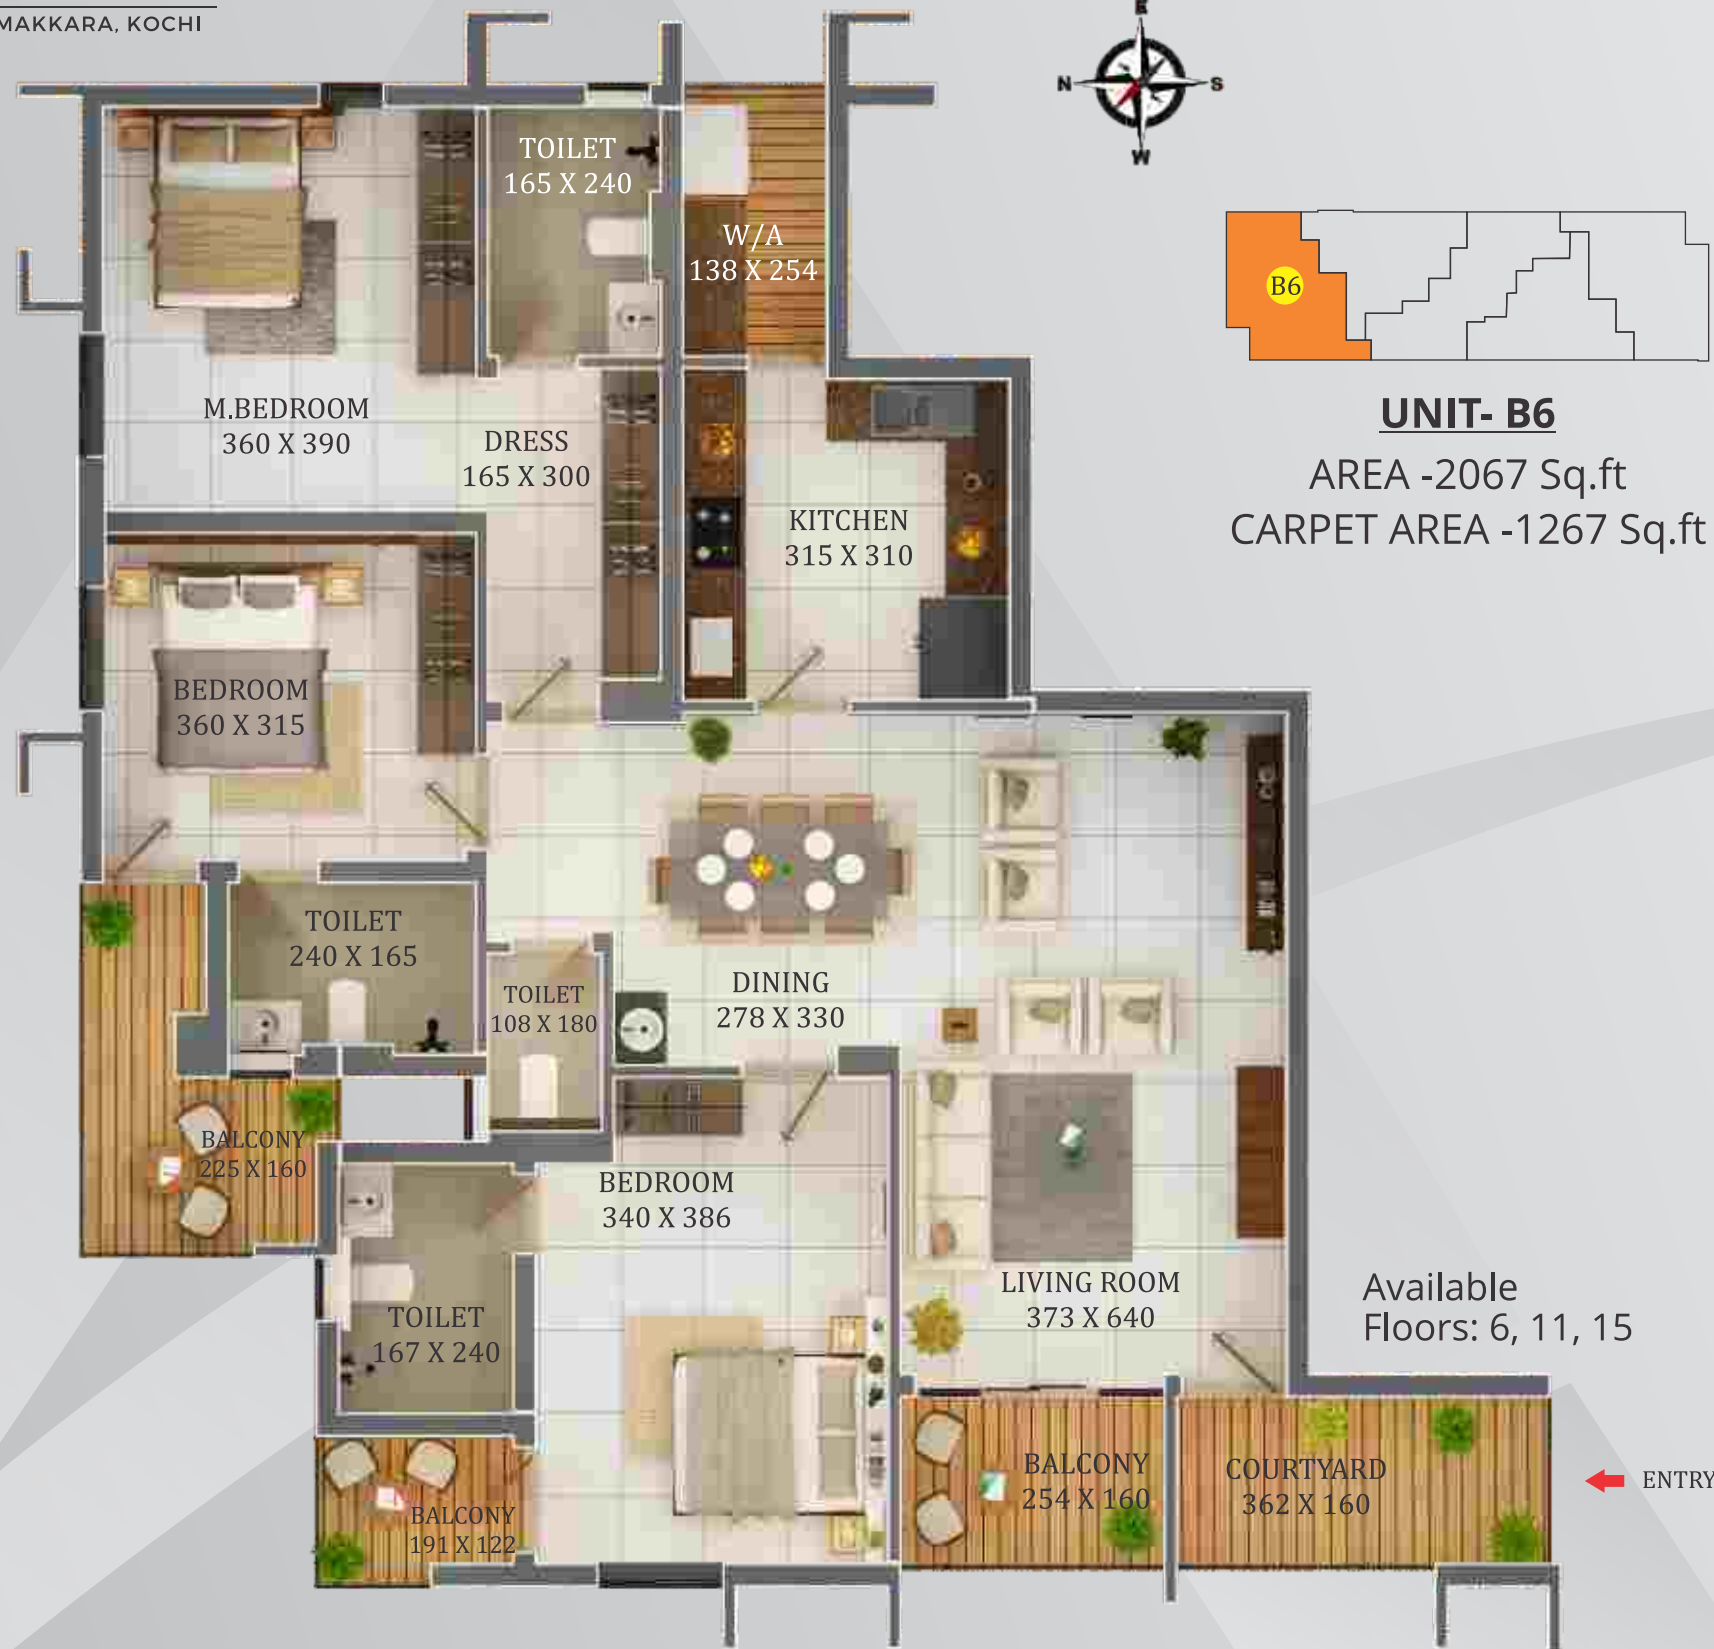 MAKKARA, KOCHI
E
N
S
W
TOILET
165 X 240
W/A
138 X 254
B6
M.BEDROOM
360 X 390
DRESS
165 X 300
UNIT- B6
AREA -2067 Sq.ft
CARPET AREA -1267 Sq.ft
KITCHEN
315 X 310
BEDROOM
360 X 315
TOILET
240 X 165
TOILET
108 X 180
DINING
278 X 330
BALCONY
225 X 160
BEDROOM
340 X 386
LIVING ROOM
373 X 640
Available
Floors: 6, 11, 15
TOILET
167 X 240
BALCONY
254 X 160
COURTYARD
362 X 160
ENTRY
BALCONY
191 X 122